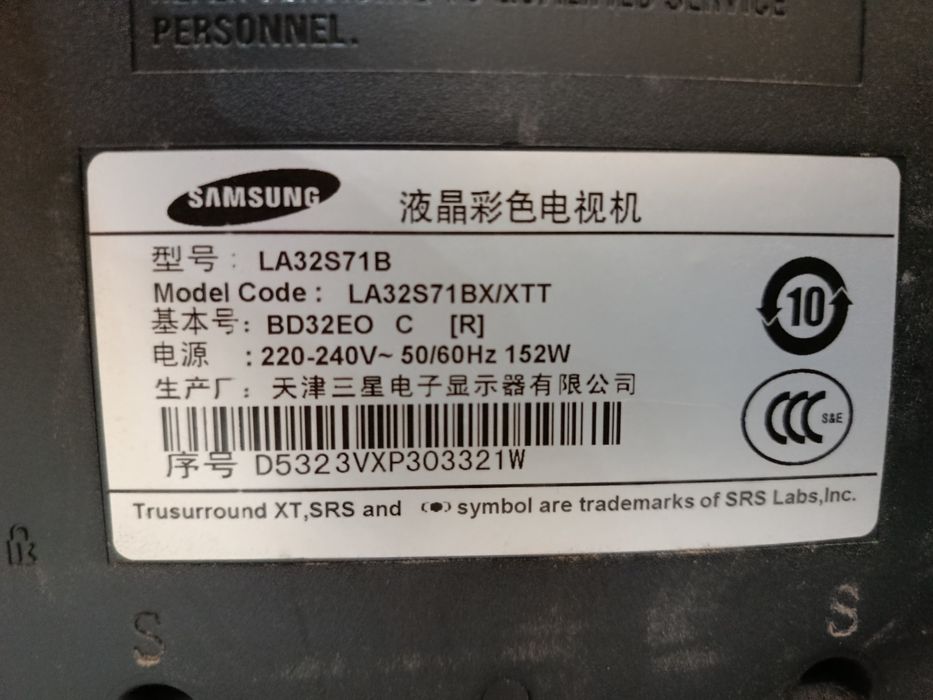 PERSONNEL.
SAMSUNG
液晶彩色电视机
型号: LA32S71B
Model Code: LA32S71BX/XTT
基本号: BD32EO C [R]
电源 : 220-240V~ 50/60Hz 152W
生产厂: 天津三星电子显示器有限公司
10
S&E
序号 D5323VXP303321W
Trusurround XT,SRS and symbol are trademarks of SRS Labs,Inc.
S
S